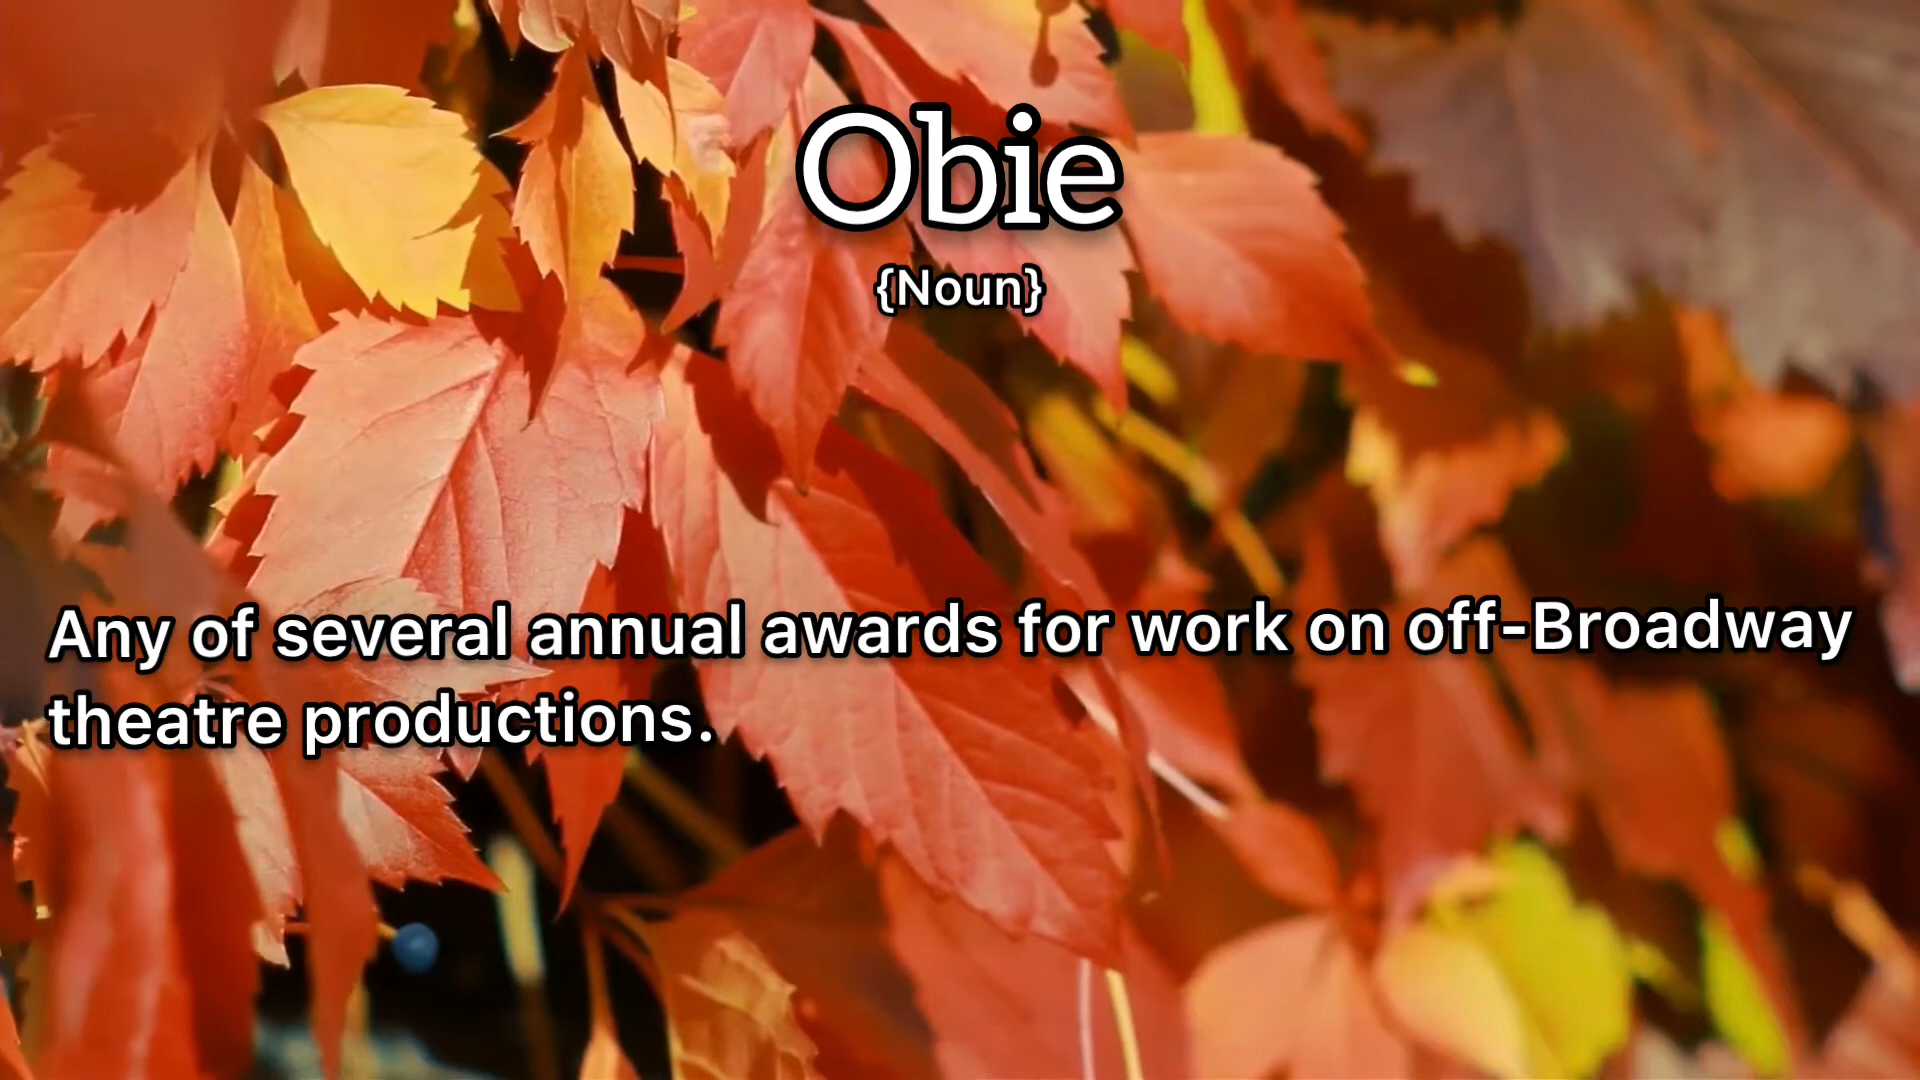 Obie
{Noun}
Any of several annual awards for work on off-Broadway
theatre productions.